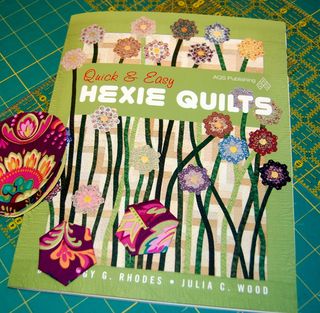 AQS Publishing
Quick & Easy
HEXIE QUILTS
G. RHODES • JULIA C. WOOD